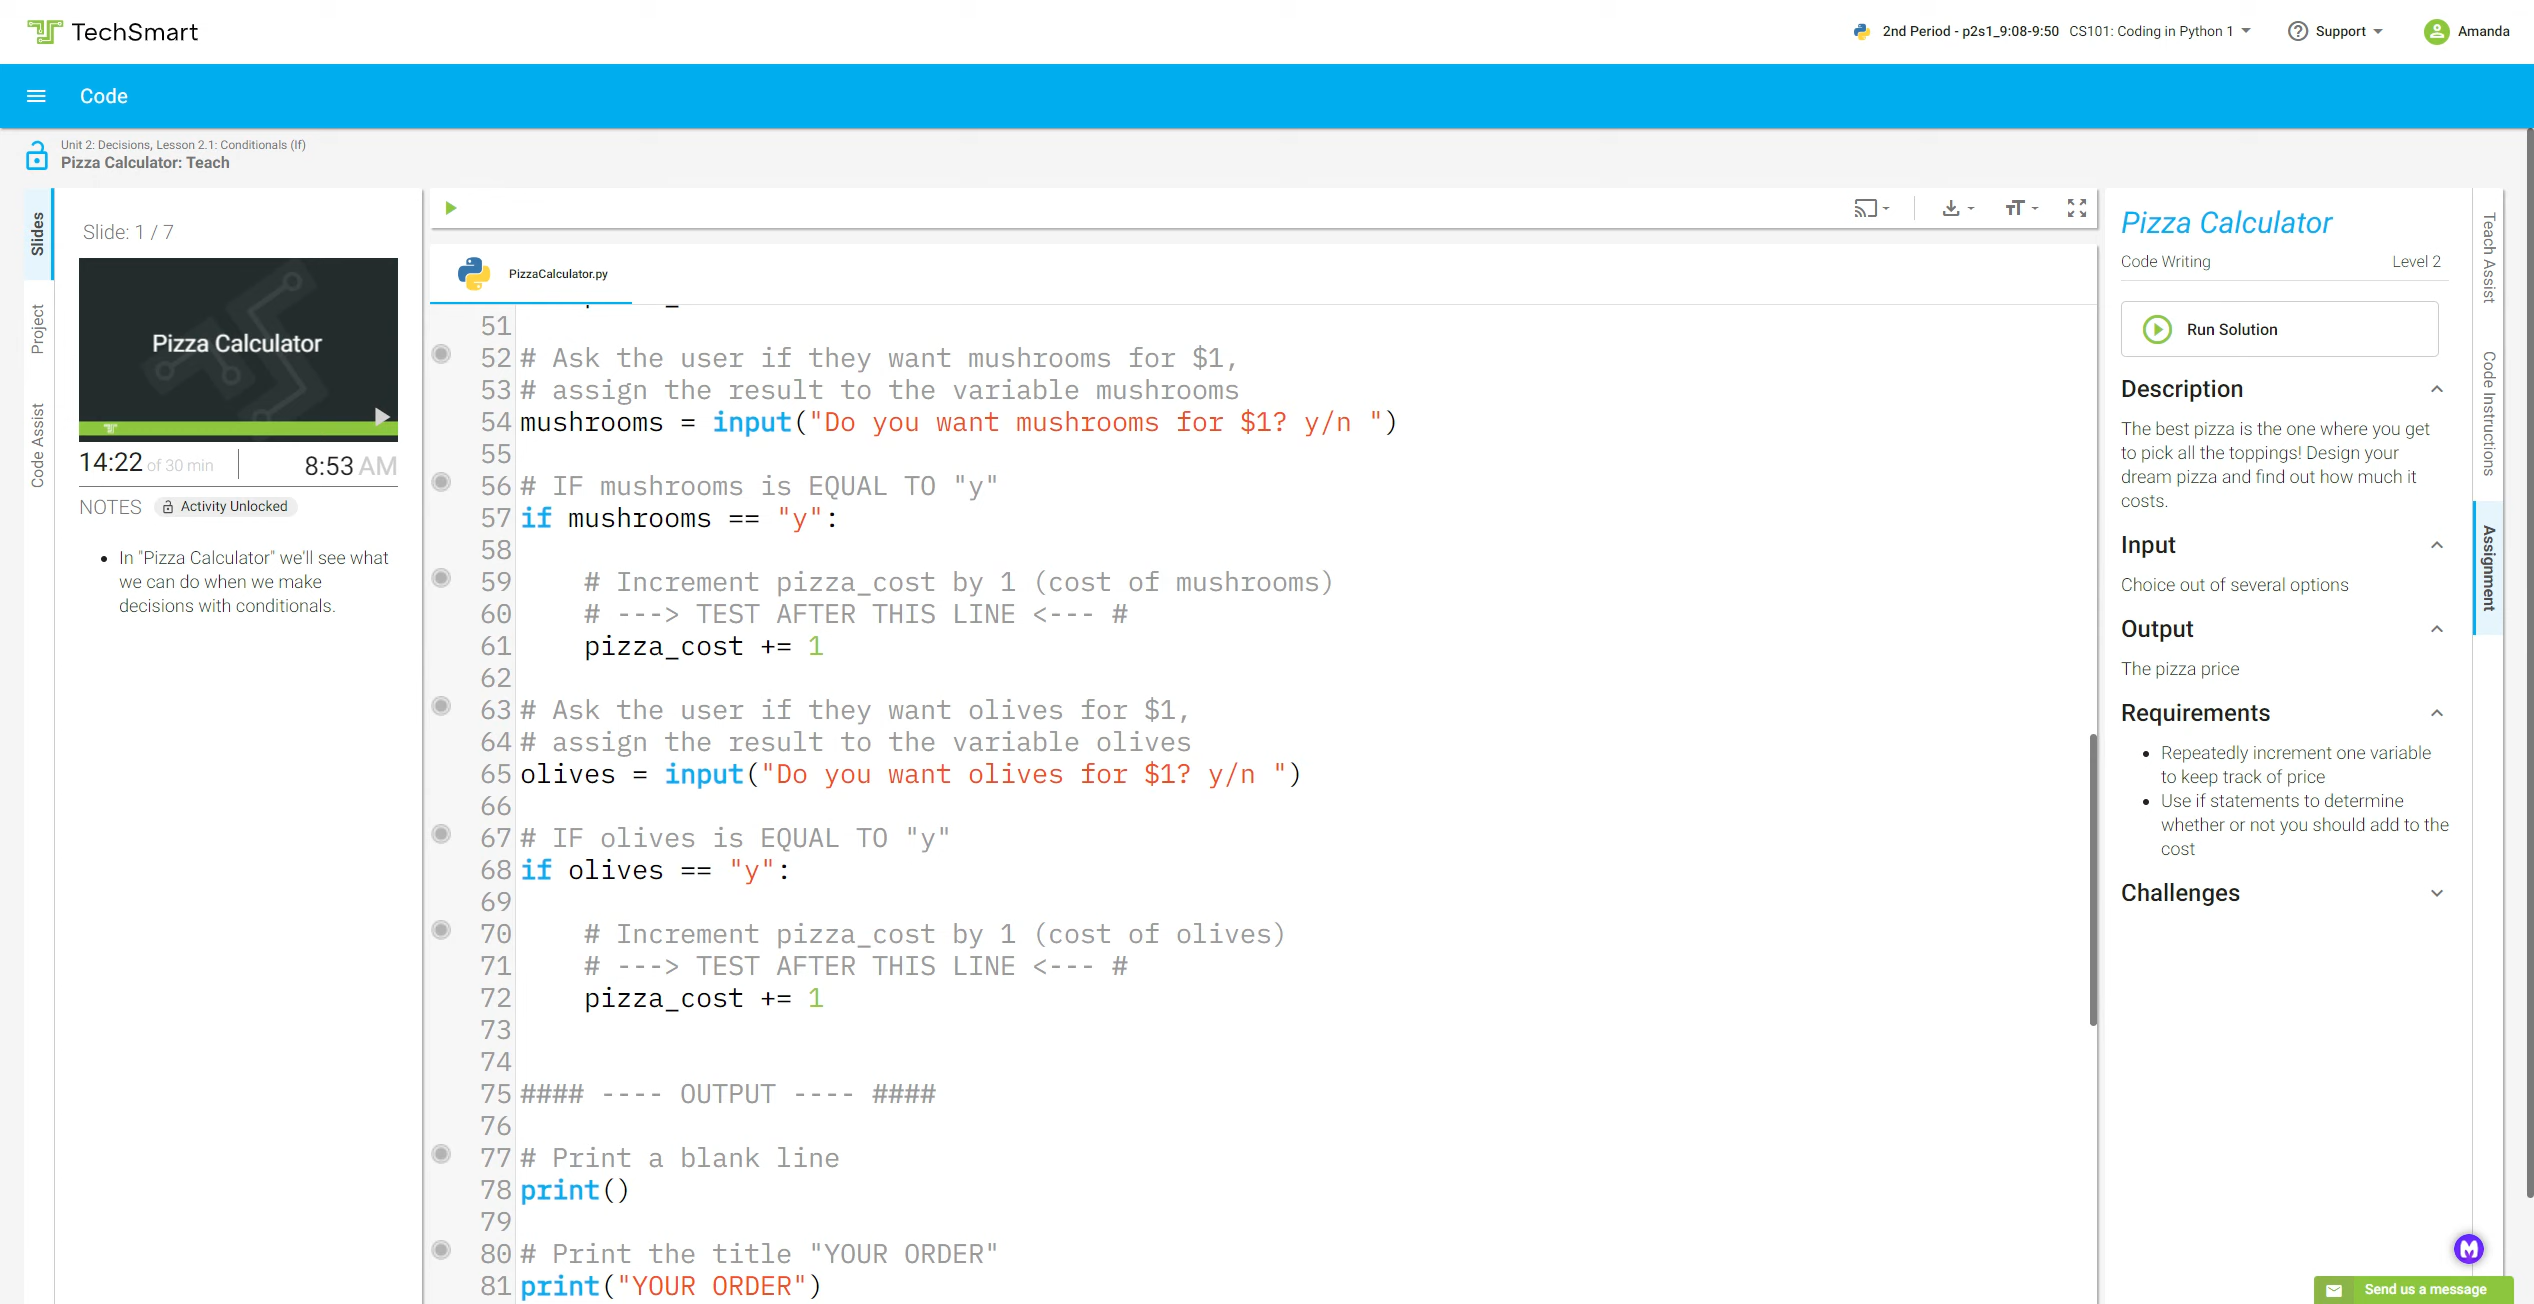 TechSmart
2nd Period - p2s1_9:08-9:50 CS101: Coding in Python 1
Support
Amanda
Code
Unit 2: Decisions, Lesson 2.1: Conditionals (If)
Pizza Calculator: Teach
Slides
Project
Code Assist
Slide: 1 / 7
Pizza Calculator
14:22 of 30 min
8:53 AM
NOTES
Activity Unlocked
In "Pizza Calculator" we'll see what
we can do when we make
decisions with conditionals.
PizzaCalculator.py
51
52 # Ask the user if they want mushrooms for $1,
53 # assign the result to the variable mushrooms
54 mushrooms = input("Do you want mushrooms for $1? y/n ")
55
56 # IF mushrooms is EQUAL TO "y"
57 if mushrooms == "y":
58
59     # Increment pizza_cost by 1 (cost of mushrooms)
60     # ---> TEST AFTER THIS LINE <--- #
61     pizza_cost += 1
62
63 # Ask the user if they want olives for $1,
64 # assign the result to the variable olives
65 olives = input("Do you want olives for $1? y/n ")
66
67 # IF olives is EQUAL TO "y"
68 if olives == "y":
69
70     # Increment pizza_cost by 1 (cost of olives)
71     # ---> TEST AFTER THIS LINE <--- #
72     pizza_cost += 1
73
74
75 #### ---- OUTPUT ---- ####
76
77 # Print a blank line
78 print()
79
80 # Print the title "YOUR ORDER"
81 print("YOUR ORDER")
Pizza Calculator
Code Writing
Level 2
Run Solution
Description
The best pizza is the one where you get
to pick all the toppings! Design your
dream pizza and find out how much it
costs.
Input
Choice out of several options
Output
The pizza price
Requirements
Repeatedly increment one variable
to keep track of price
Use if statements to determine
whether or not you should add to the
cost
Challenges
Teach Assist
Code Instructions
Assignment
Send us a message